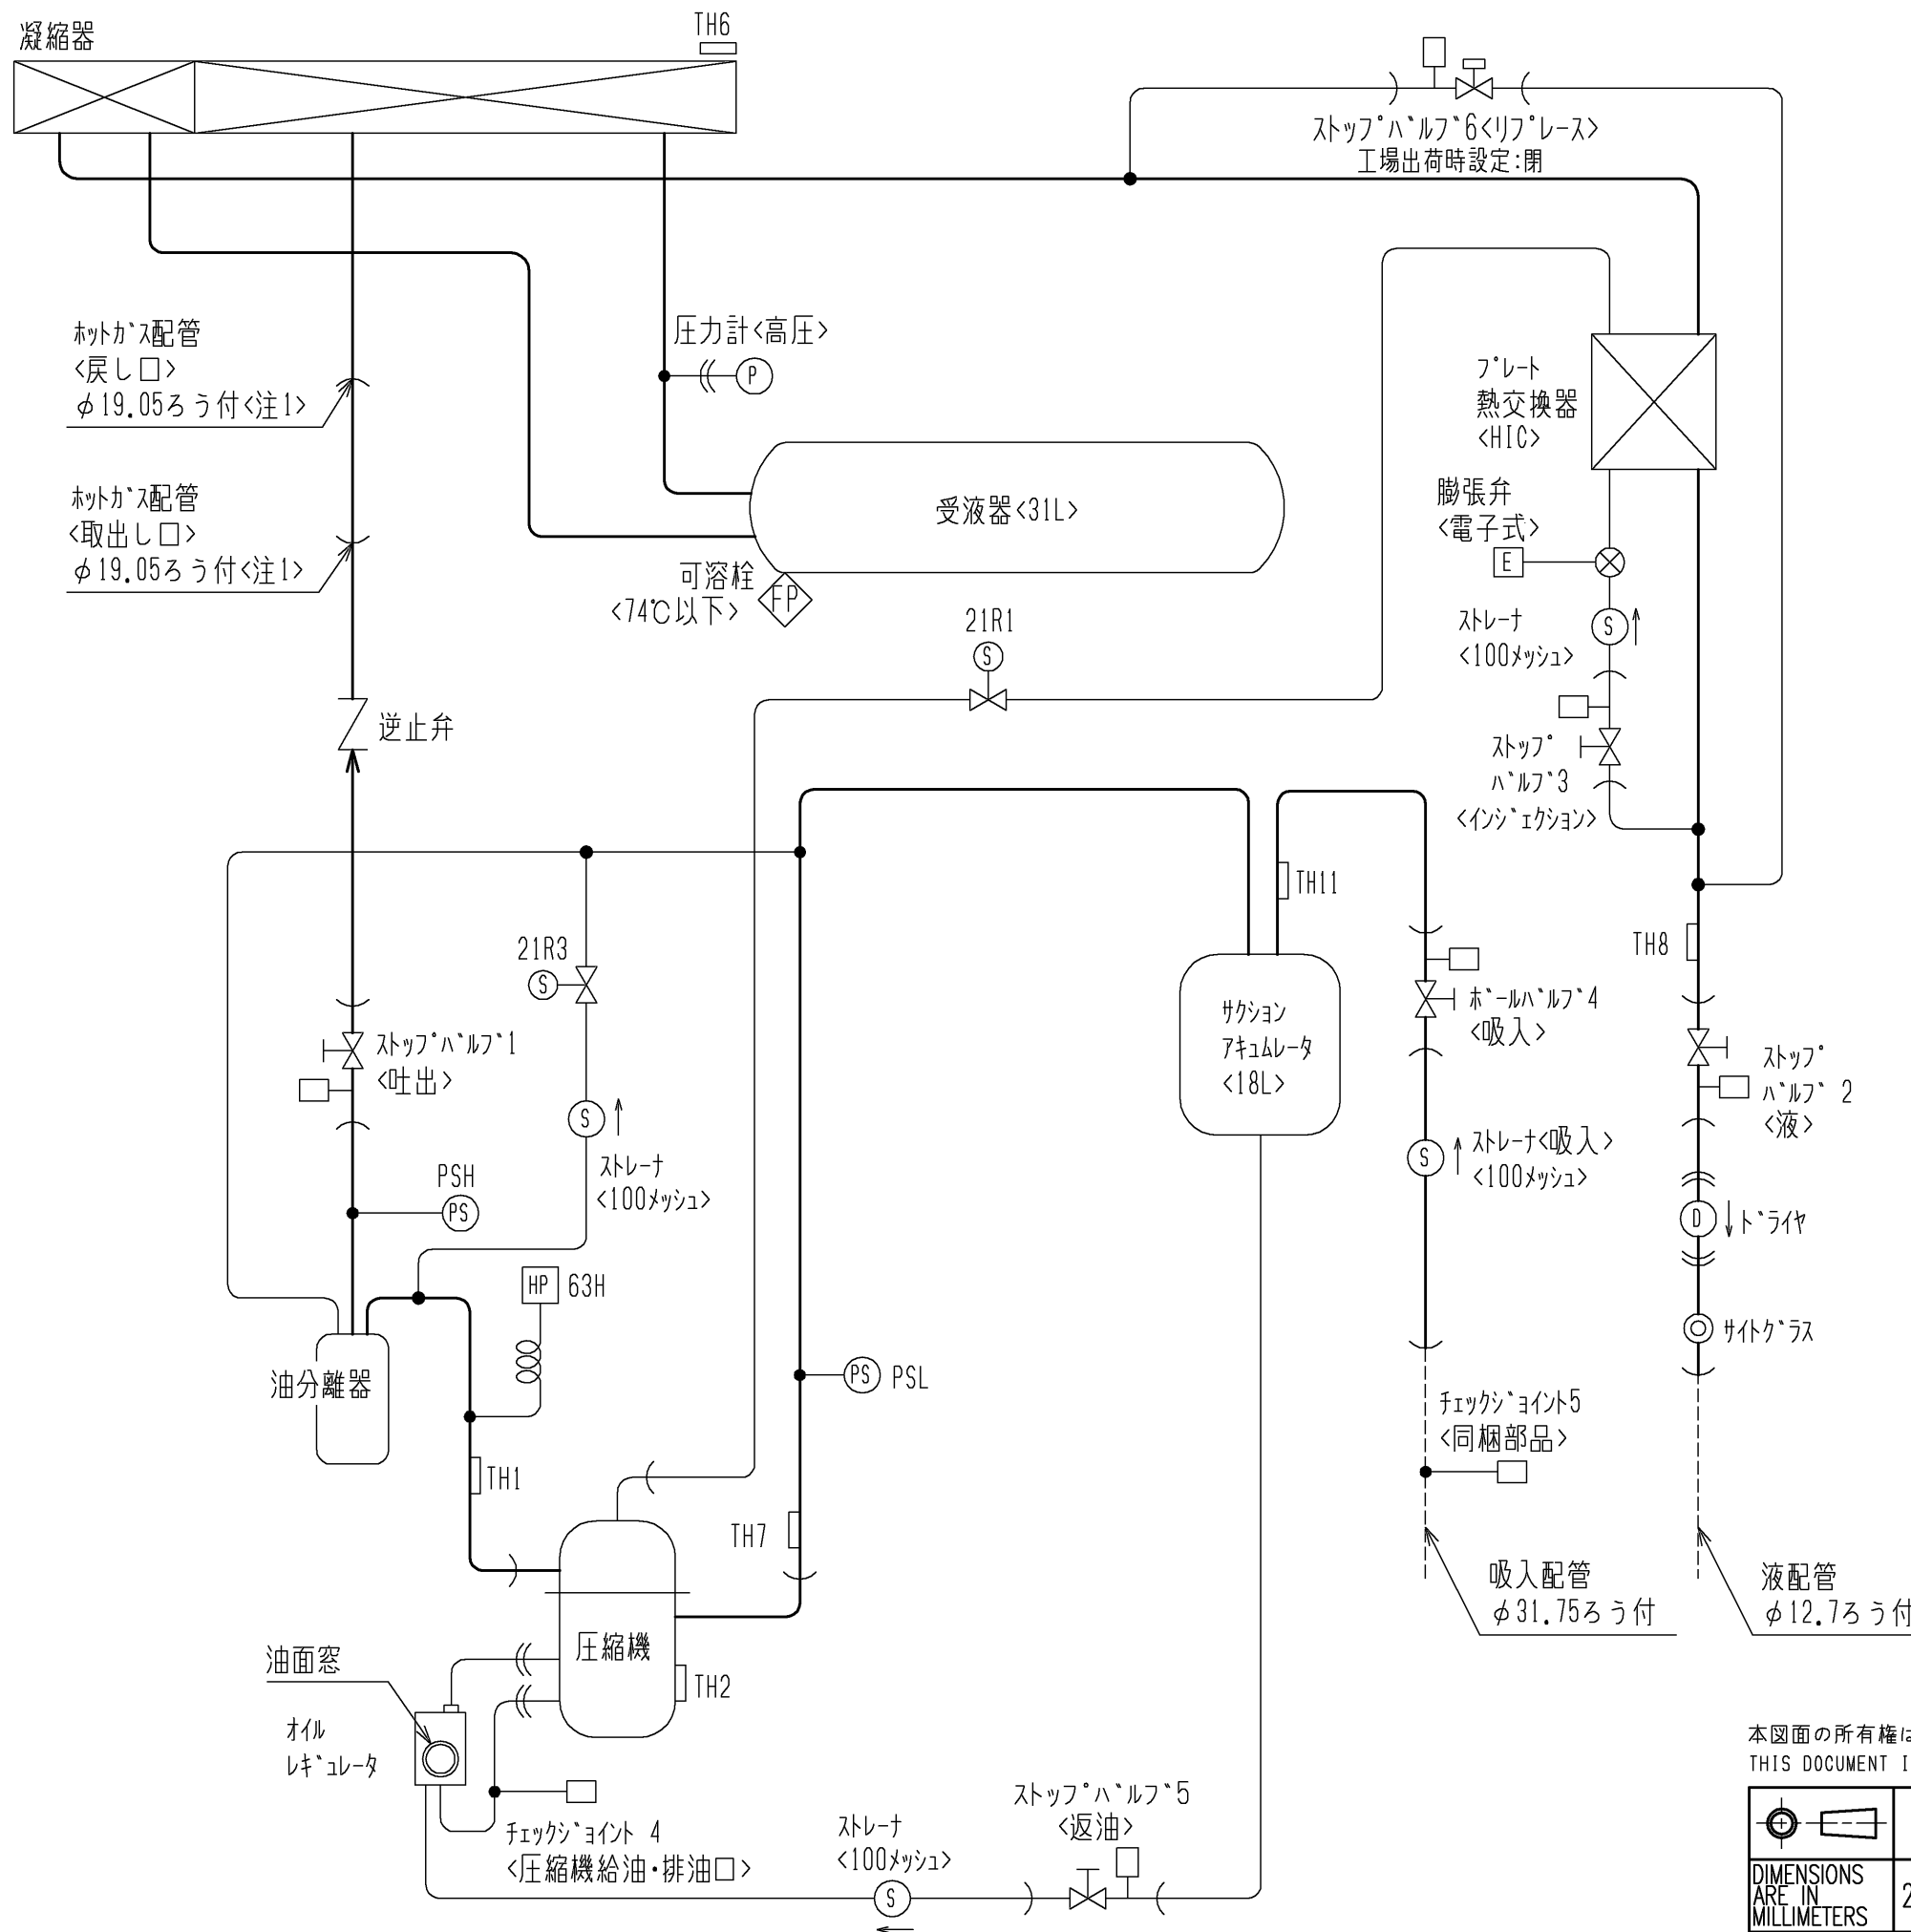 凝縮器
TH6
ストップバルブ6<リプレース>
工場出荷時設定:閉
ホットガス配管
<戻し口>
φ19.05ろう付<注1>
圧力計<高圧>
P
プレート
熱交換器
<HIC>
ホットガス配管
<取出し口>
φ19.05ろう付<注1>
受液器<31L>
膨張弁
<電子式>
E
可溶栓
<74℃以下>
FP
21R1
S
ストレーナ
<100メッシュ>
S
逆止弁
ストップ
バルブ3
<インジェクション>
TH11
21R3
S
TH8
サクション
アキュムレータ
<18L>
ボールバルブ4
<吸入>
ストップバルブ1
<吐出>
ストップ
バルブ 2
<液>
S
ストレーナ
<100メッシュ>
S
ストレーナ<吸入>
<100メッシュ>
PSH
PS
D
ドライヤ
HP
63H
サイトグラス
油分離器
PS
PSL
チェックジョイント5
<同梱部品>
TH1
TH7
吸入配管
φ31.75ろう付
液配管
φ12.7ろう付
圧縮機
油面窓
TH2
オイル
レギュレータ
チェックジョイント 4
<圧縮機給油・排油口>
ストレーナ
<100メッシュ>
S
ストップバルブ5
<返油>
本図面の所有権は
THIS DOCUMENT I
DIMENSIONS
ARE IN
MILLIMETERS
2